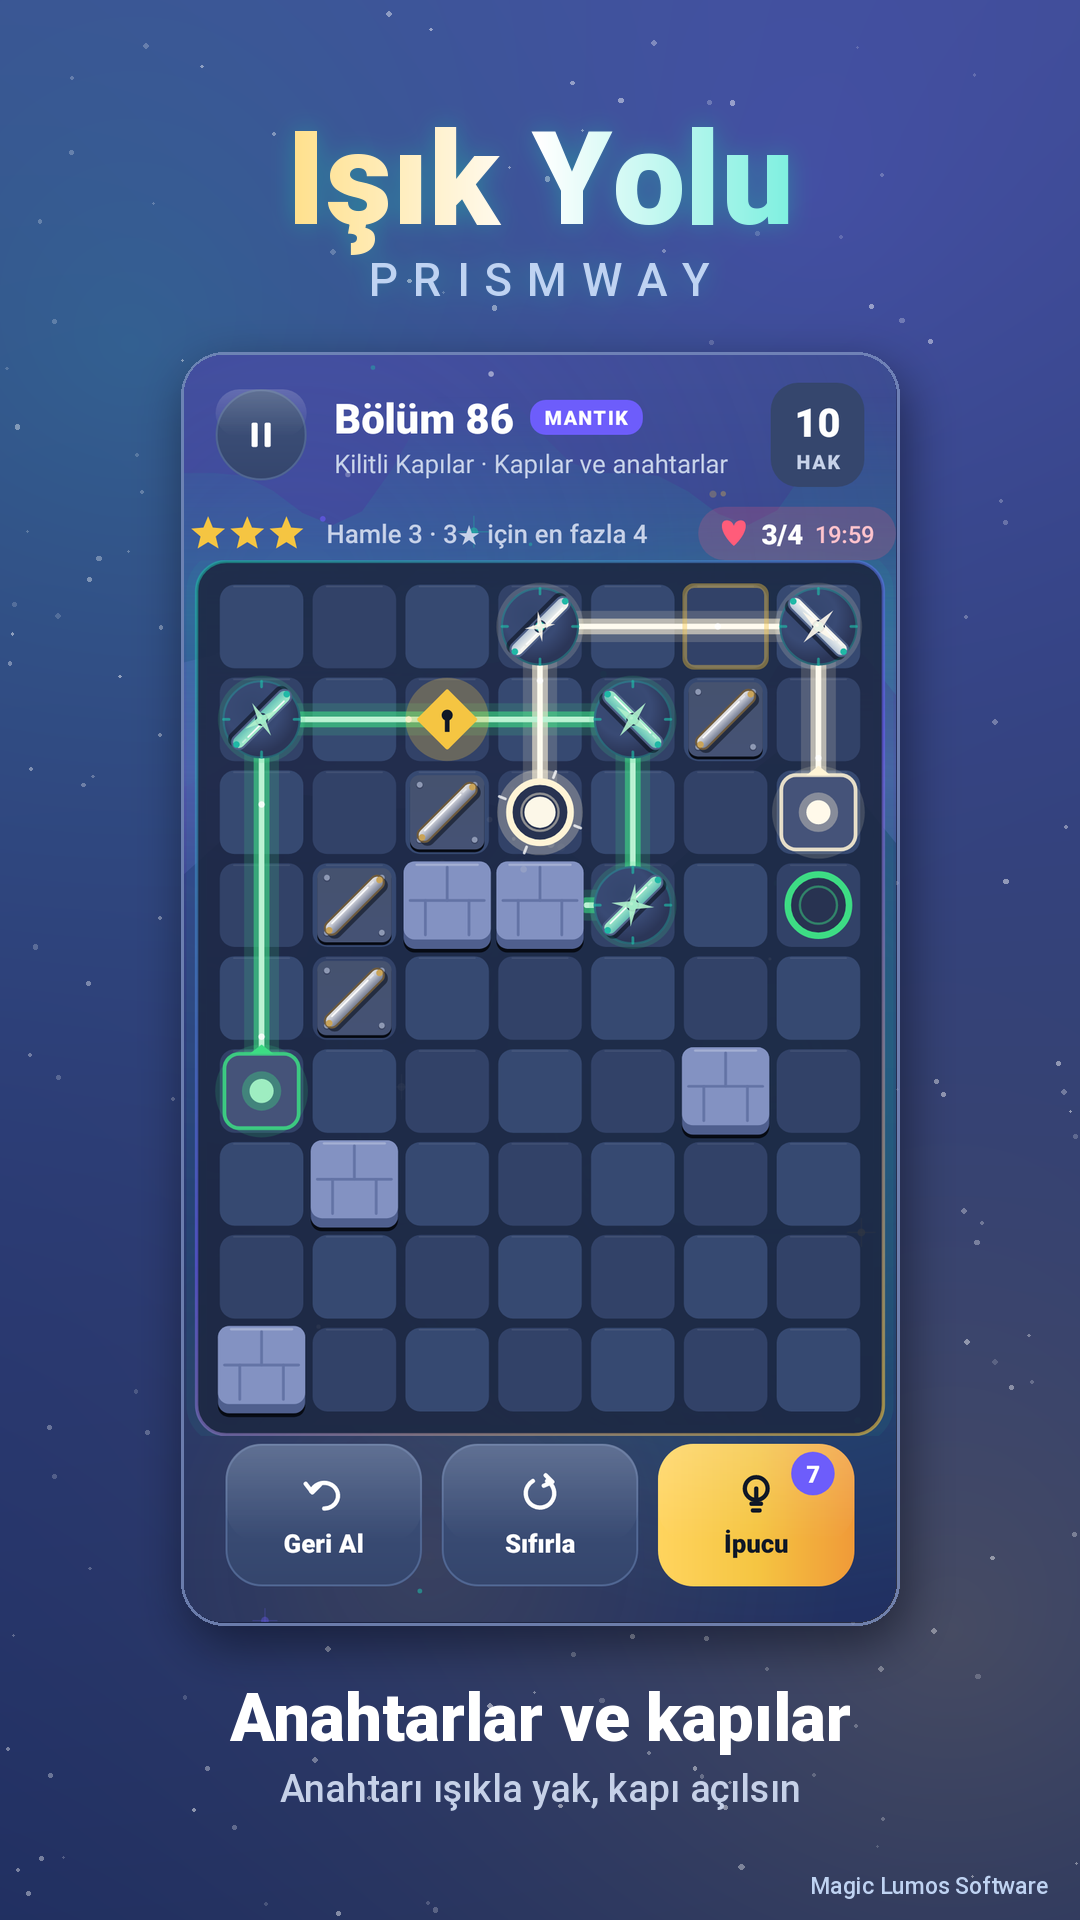 Işık Yolu
PRISMWAY
Bölüm 86 MANTIK
10
HAK
Kilitli Kapılar · Kapılar ve anahtarlar
Hamle 3 · 3★ için en fazla 4
3/4 19:59
7
Geri Al
Sıfırla
İpucu
Anahtarlar ve kapılar
Anahtarı ışıkla yak, kapı açılsın
Magic Lumos Software